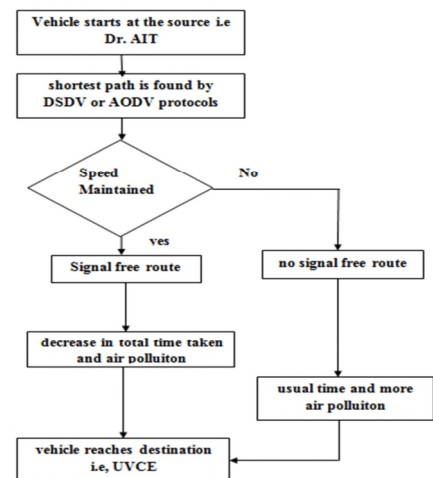 Vehicle starts at the source i.e
Dr. AIT
shortest path is found by
DSDV or AODV protocols
Speed
Maintained
No
yes
Signal free route
no signal free route
decrease in total time taken
and air polluiton
usual time and more
air polluiton
vehicle reaches destination
i.e, UVCE